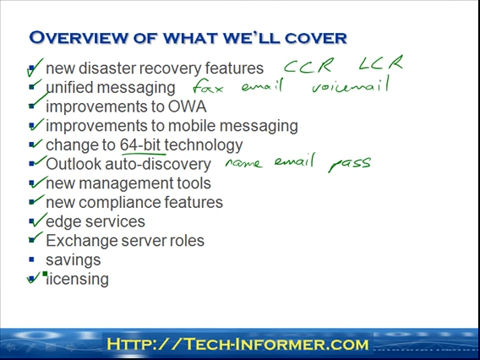 Overview of what we'll cover
new disaster recovery features CCR LCR
unified messaging fax email voicemail
improvements to OWA
improvements to mobile messaging
change to 64-bit technology
Outlook auto-discovery name email pass
new management tools
new compliance features
edge services
Exchange server roles
savings
licensing
Http://Tech-Informer.com